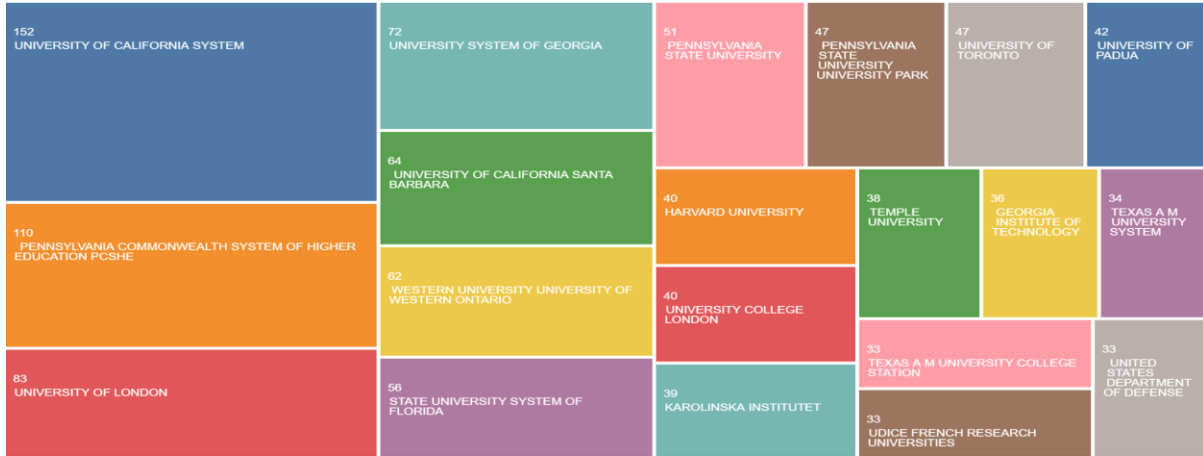 152
UNIVERSITY OF CALIFORNIA SYSTEM
110
PENNSYLVANIA COMMONWEALTH SYSTEM OF HIGHER
EDUCATION PCSHE
83
UNIVERSITY OF LONDON
72
UNIVERSITY SYSTEM OF GEORGIA
64
UNIVERSITY OF CALIFORNIA SANTA
BARBARA
62
WESTERN UNIVERSITY UNIVERSITY OF
WESTERN ONTARIO
56
STATE UNIVERSITY SYSTEM OF
FLORIDA
51
PENNSYLVANIA
STATE UNIVERSITY
47
PENNSYLVANIA
STATE
UNIVERSITY
UNIVERSITY PARK
47
UNIVERSITY OF
TORONTO
42
UNIVERSITY OF
PADUA
40
HARVARD UNIVERSITY
40
UNIVERSITY COLLEGE
LONDON
39
KAROLINSKA INSTITUTET
38
TEMPLE
UNIVERSITY
36
GEORGIA
INSTITUTE OF
TECHNOLOGY
34
TEXAS A M
UNIVERSITY
SYSTEM
33
TEXAS A M UNIVERSITY COLLEGE
STATION
33
UDICE FRENCH RESEARCH
UNIVERSITIES
33
UNITED
STATES
DEPARTMENT
OF DEFENSE